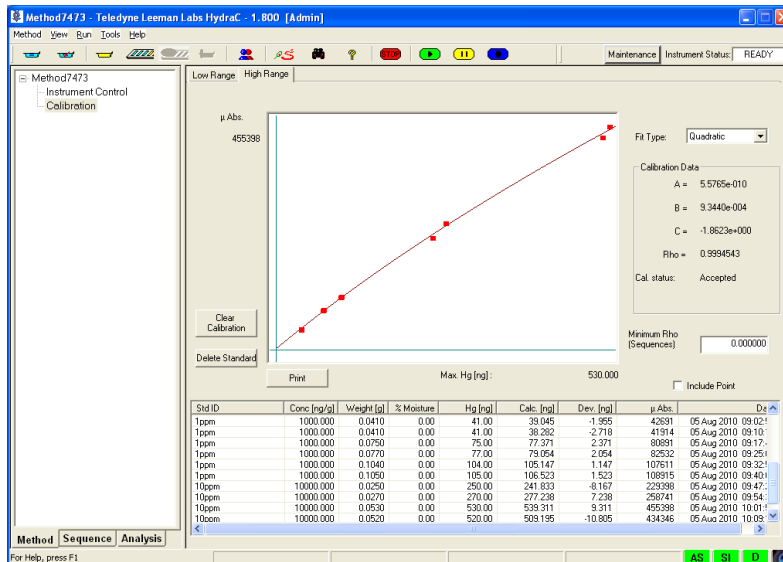 Method7473 - Teledyne Leeman Labs HydraC - 1.800 [Admin]
Method View Run Tools Help
STOP Maintenance Instrument Status: READY
Method7473
Instrument Control
Calibration
Low Range High Range
µ Abs.
455398
Fit Type: Quadratic
Calibration Data
A = 5.5765e-010
B = 9.3440e-004
C = -1.8623e+000
Rho = 0.9994543
Cal. status: Accepted
Clear
Calibration
Delete Standard
Minimum Rho
(Sequences) 0.000000
Print Max. Hg [ng] : 530.000
Include Point
Std ID Conc [ng/g] Weight [g] % Moisture Hg [ng] Calc. [ng] Dev. [ng] µ Abs. Da
1ppm 1000.000 0.0410 0.00 41.00 39.045 -1.955 42691 05 Aug 2010 09:02:
1ppm 1000.000 0.0410 0.00 41.00 38.282 -2.718 41914 05 Aug 2010 09:10:
1ppm 1000.000 0.0750 0.00 75.00 77.371 2.371 80891 05 Aug 2010 09:17:
1ppm 1000.000 0.0770 0.00 77.00 79.054 2.054 82532 05 Aug 2010 09:25:
1ppm 1000.000 0.1040 0.00 104.00 105.147 1.147 107611 05 Aug 2010 09:32:
1ppm 1000.000 0.1050 0.00 105.00 106.523 1.523 108915 05 Aug 2010 09:40:
10ppm 10000.000 0.0250 0.00 250.00 241.833 -8.167 229398 05 Aug 2010 09:47:
10ppm 10000.000 0.0270 0.00 270.00 277.238 7.238 258741 05 Aug 2010 09:54:
10ppm 10000.000 0.0530 0.00 530.00 539.311 9.311 455398 05 Aug 2010 10:01:
10ppm 10000.000 0.0520 0.00 520.00 509.195 -10.805 434346 05 Aug 2010 10:09:
Method Sequence Analysis
For Help, press F1 AS SI D